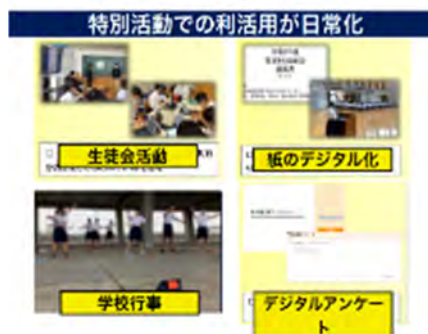 特別活動での利活用が日常化
生徒会活動
紙のデジタル化
学校行事
デジタルアンケー
ト